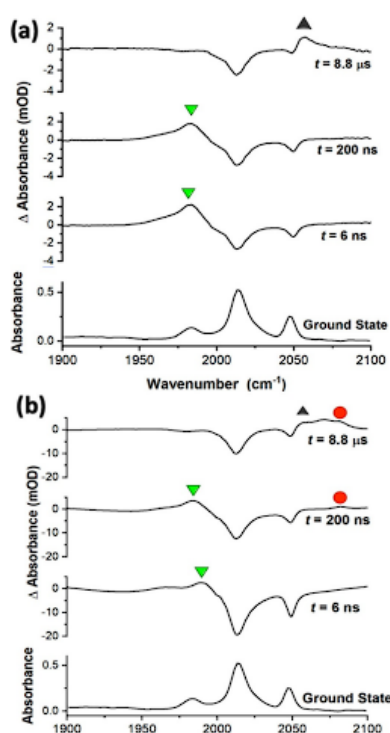 (a)
2
0
-2
-4
t = 8.8 μs
2
0
-2
-4
t = 200 ns
2
0
-2
-4
t = 6 ns
Δ Absorbance (mOD)
0.5
0.0
Absorbance
Ground State
1900 1950 2000 2050 2100
Wavenumber (cm⁻¹)
(b)
0
-10
-20
t = 8.8 μs
0
-10
-20
t = 200 ns
0
-10
-20
t = 6 ns
Δ Absorbance (mOD)
0.5
0.0
Absorbance
Ground State
1900 1950 2000 2050 2100